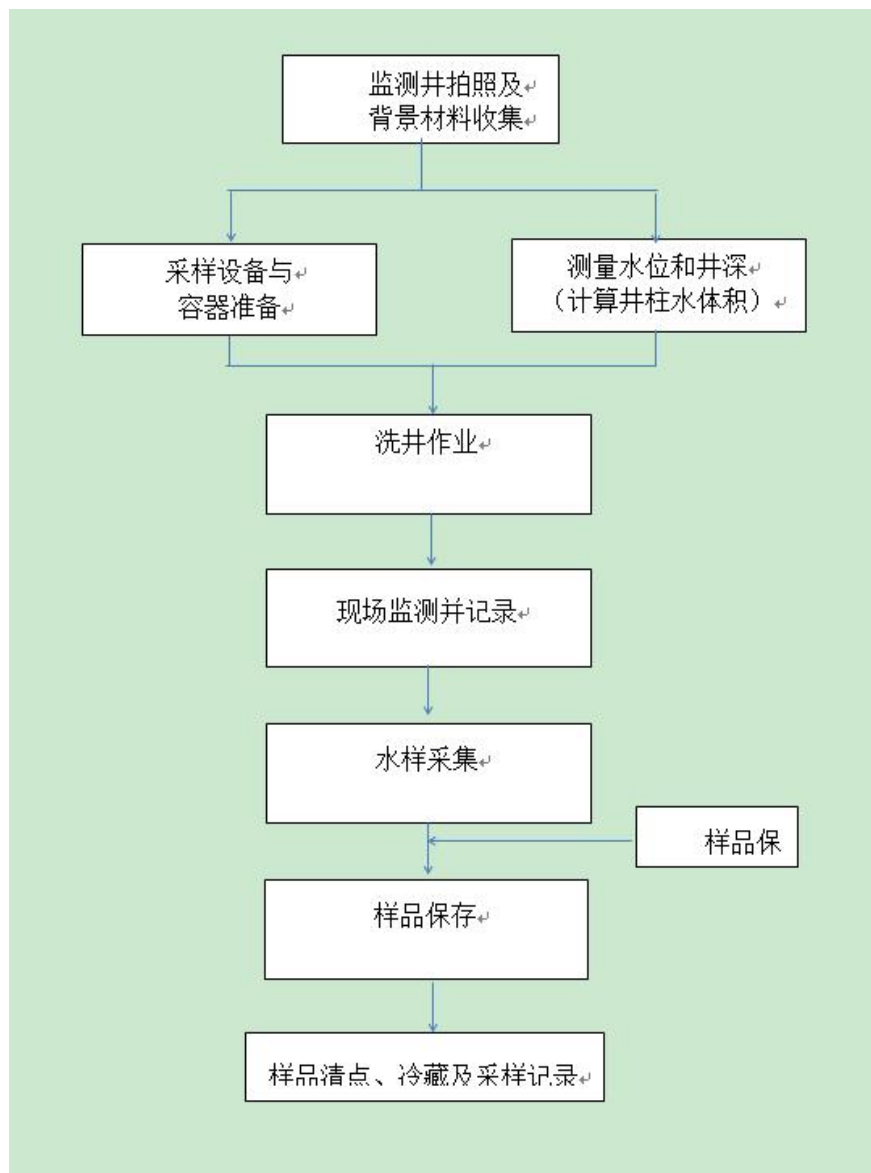 监测井拍照及
背景材料收集
采样设备与
容器准备
测量水位和井深
（计算井柱水体积）
洗井作业
现场监测并记录
水样采集
样品保
样品保存
样品清点、冷藏及采样记录